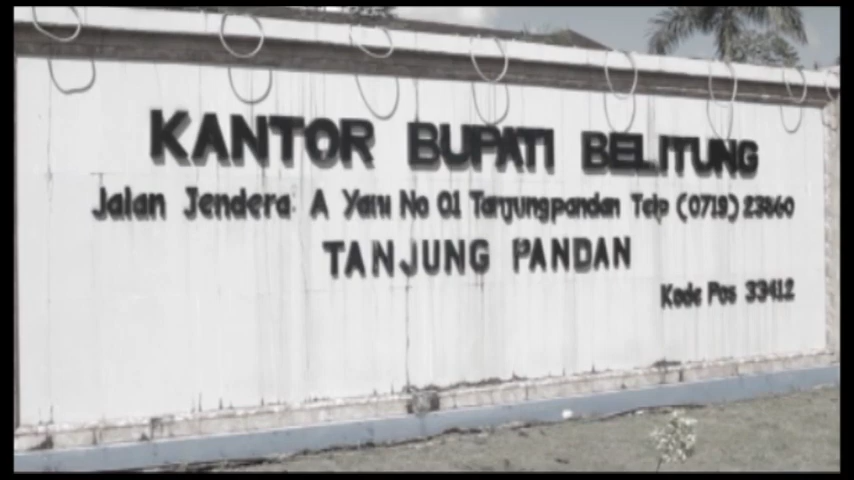 KANTOR BUPATI BELITUNG
Jalan Jendera A Yani No 01 Tanjungpandan Telp (0719) 23860
TANJUNG PANDAN
Kode Pos 33412